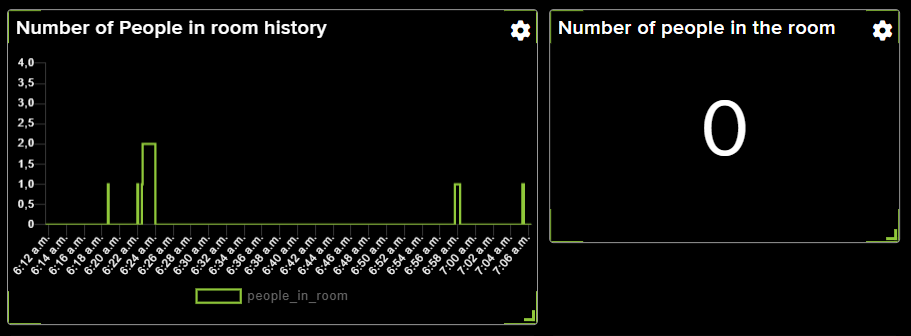 Number of People in room history
4,0
3,5
3,0
2,5
2,0
1,5
1,0
0,5
0
6:12 a.m.
6:14 a.m.
6:16 a.m.
6:18 a.m.
6:20 a.m.
6:22 a.m.
6:24 a.m.
6:26 a.m.
6:28 a.m.
6:30 a.m.
6:32 a.m.
6:34 a.m.
6:36 a.m.
6:38 a.m.
6:40 a.m.
6:42 a.m.
6:44 a.m.
6:46 a.m.
6:48 a.m.
6:50 a.m.
6:52 a.m.
6:54 a.m.
6:56 a.m.
6:58 a.m.
7:00 a.m.
7:02 a.m.
7:04 a.m.
7:06 a.m.
people_in_room
Number of people in the room
0